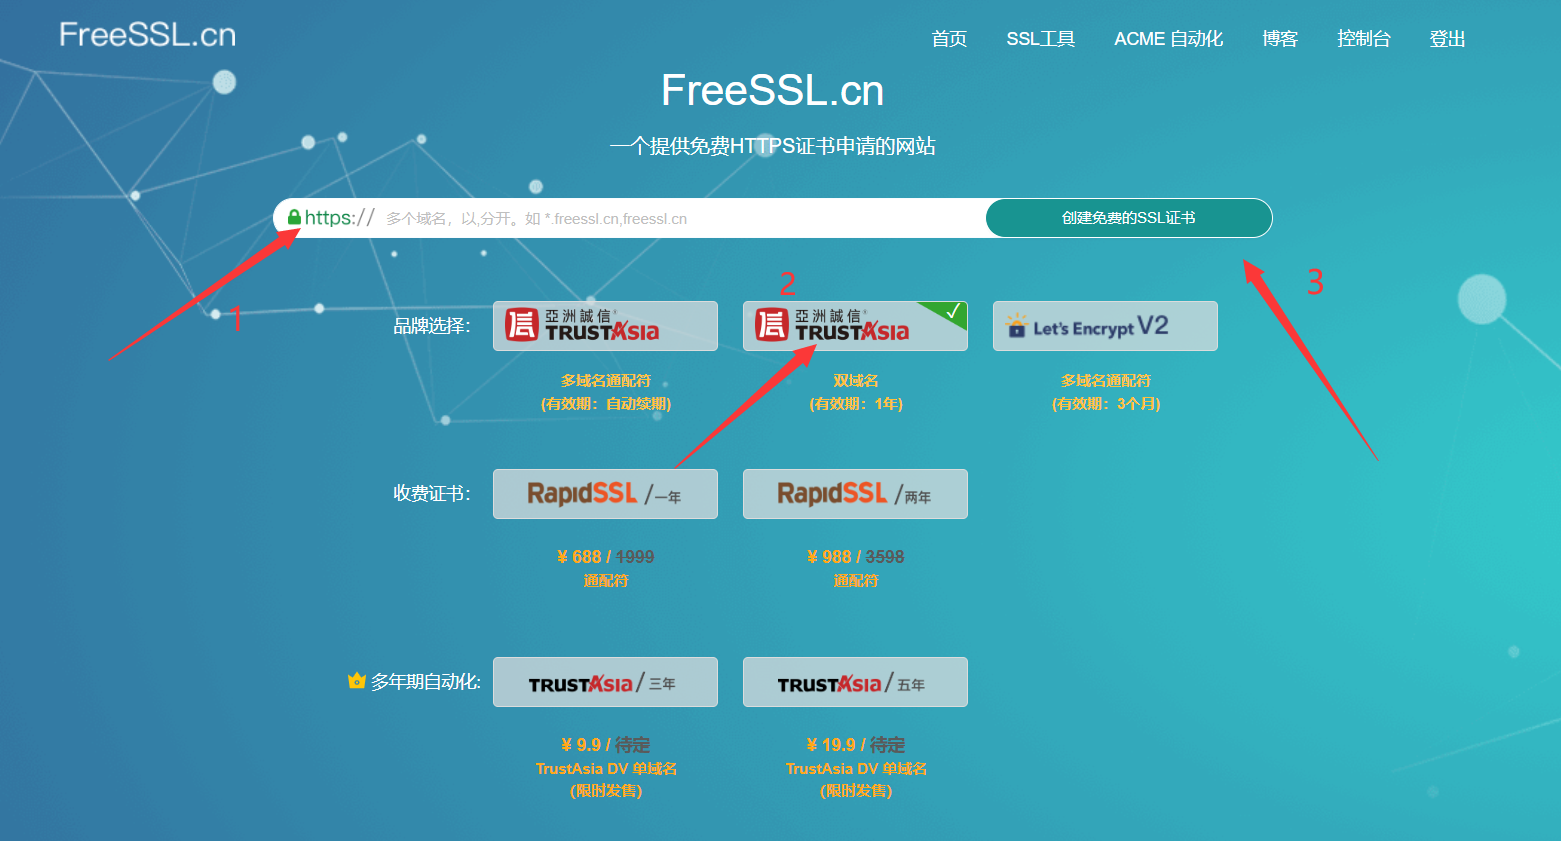 FreeSSL.cn
首页 SSL工具 ACME 自动化 博客 控制台 登出
FreeSSL.cn
一个提供免费HTTPS证书申请的网站
https:// 多个域名，以,分开。如 *.freessl.cn,freessl.cn 创建免费的SSL证书
1
2
3
品牌选择： 亞洲誠信® TRUSTAsia 亞洲誠信® TRUSTAsia Let's Encrypt V2
多域名通配符 双域名 多域名通配符
(有效期：自动续期) (有效期：1年) (有效期：3个月)
收费证书： RapidSSL /一年 RapidSSL /两年
¥ 688 / 1999 ¥ 988 / 3598
通配符 通配符
多年期自动化: TRUSTAsia / 三年 TRUSTAsia / 五年
¥ 9.9 / 待定 ¥ 19.9 / 待定
TrustAsia DV 单域名 TrustAsia DV 单域名
(限时发售) (限时发售)